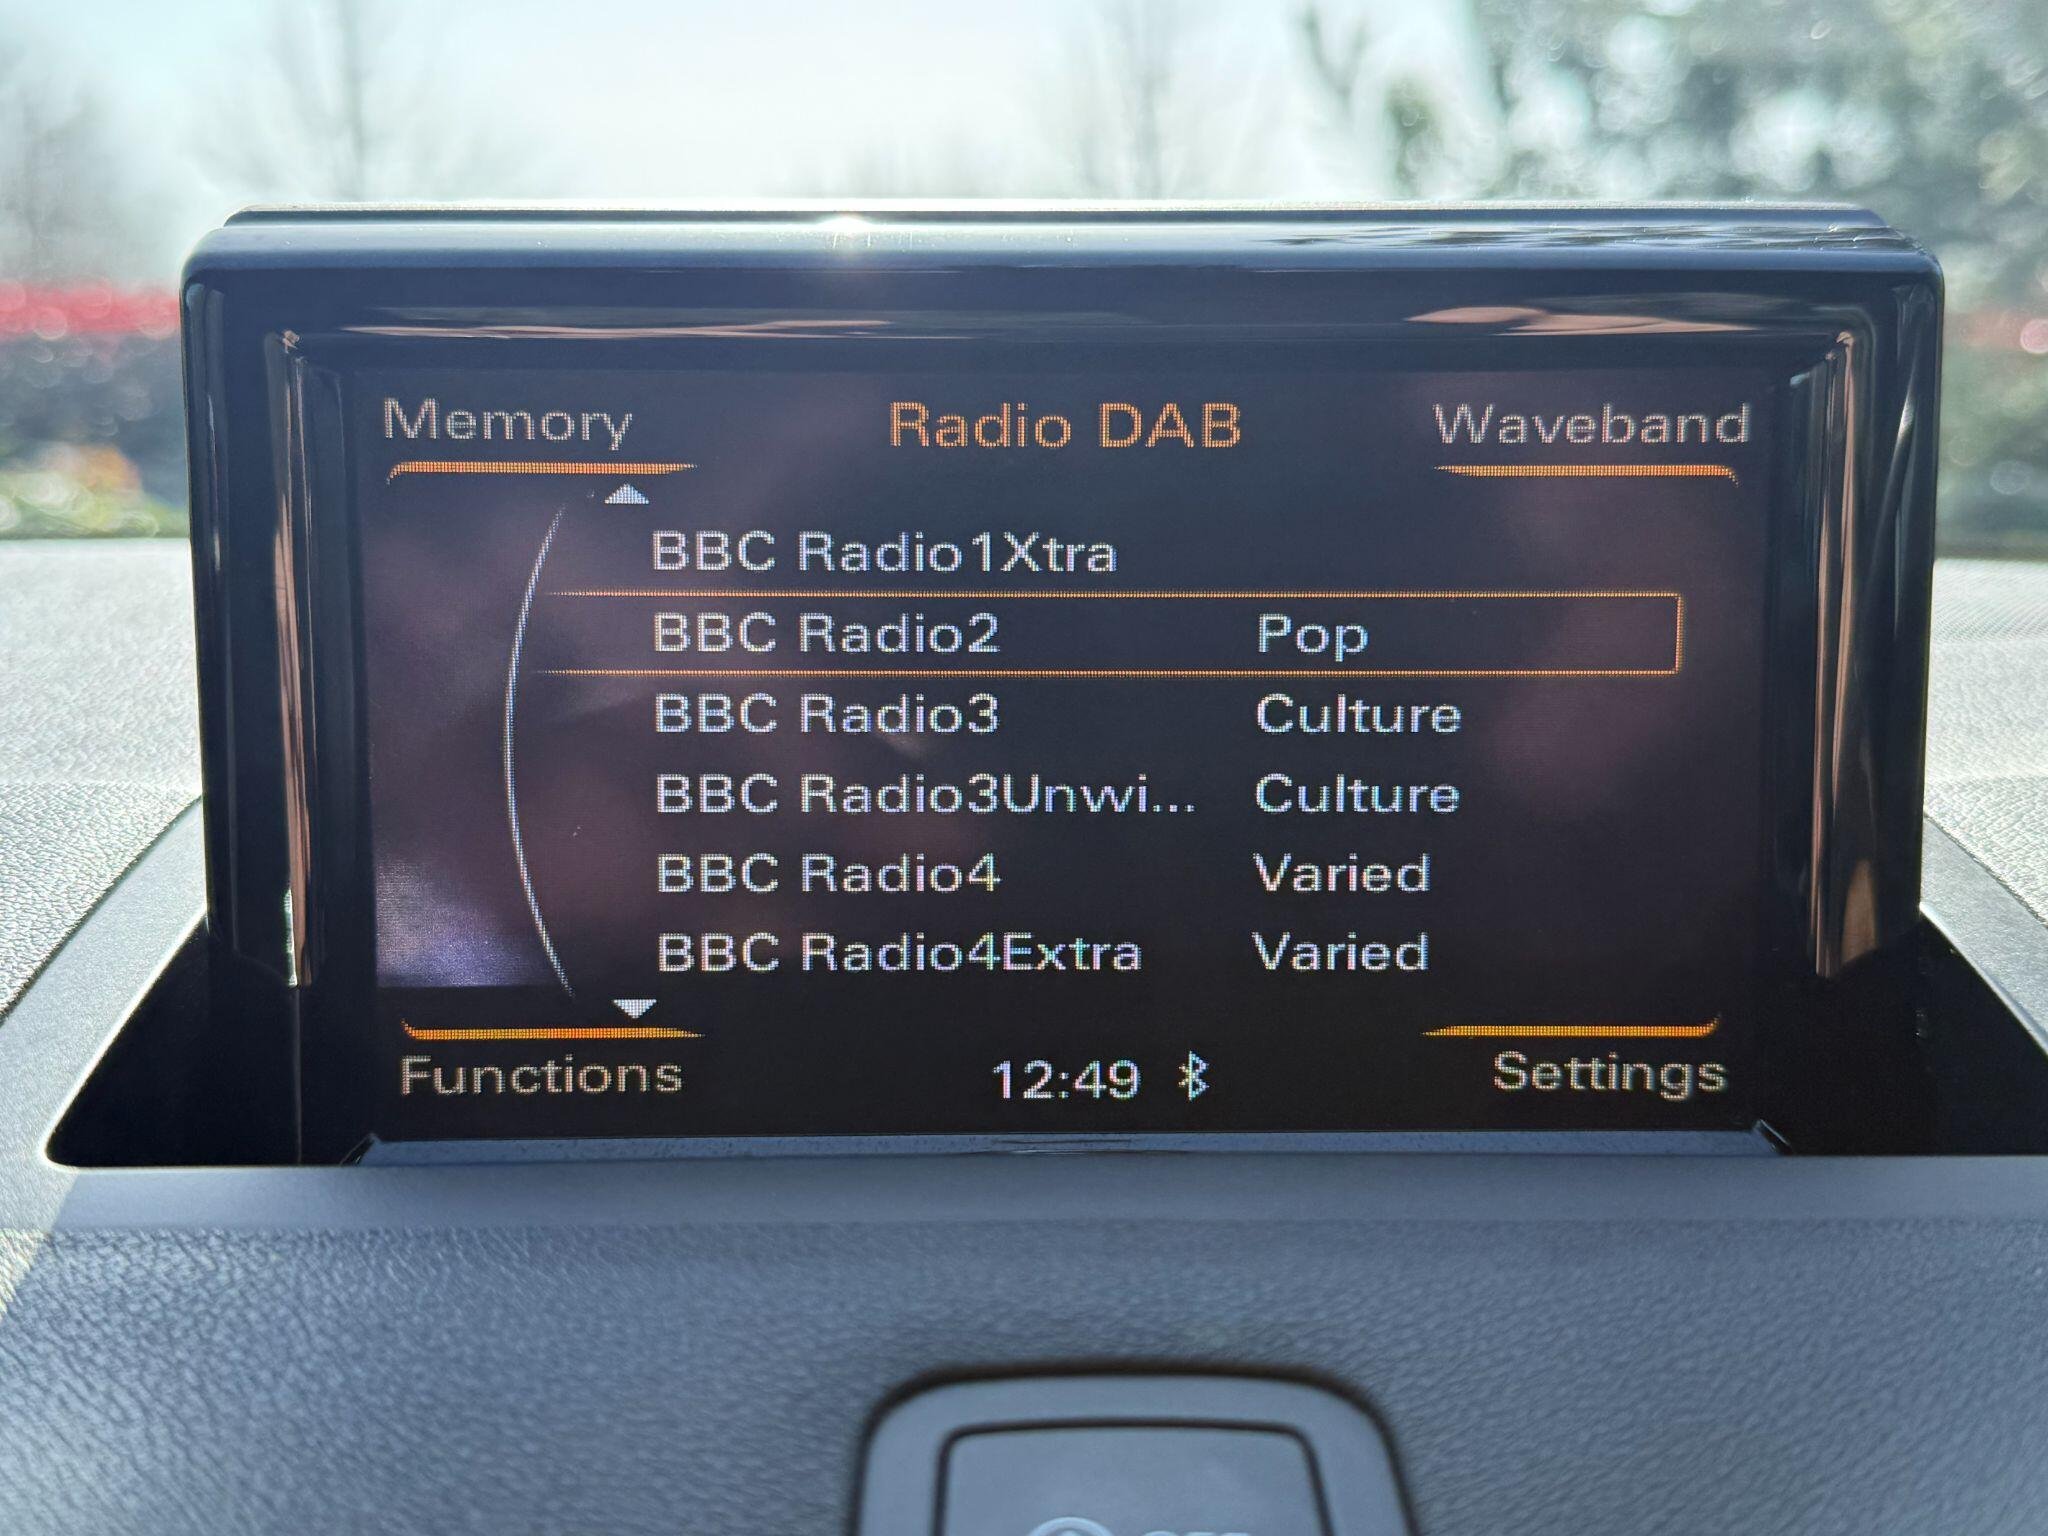 Memory Radio DAB Waveband
BBC Radio1Xtra
BBC Radio2 Pop
BBC Radio3 Culture
BBC Radio3Unwi... Culture
BBC Radio4 Varied
BBC Radio4Extra Varied
Functions 12:49 Settings